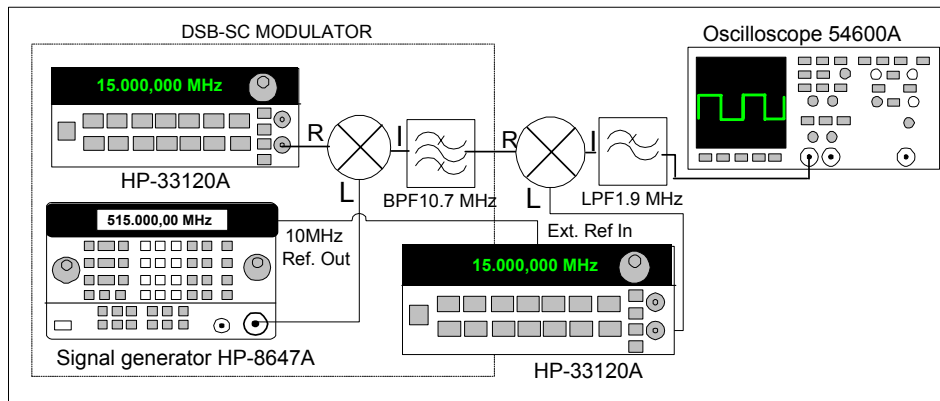 DSB-SC MODULATOR
Oscilloscope 54600A
15.000,000 MHz
R
I
R
I
L
L
HP-33120A
BPF10.7 MHz
LPF1.9 MHz
515.000,00 MHz
10MHz
Ref. Out
Ext. Ref In
15.000,000 MHz
Signal generator HP-8647A
HP-33120A